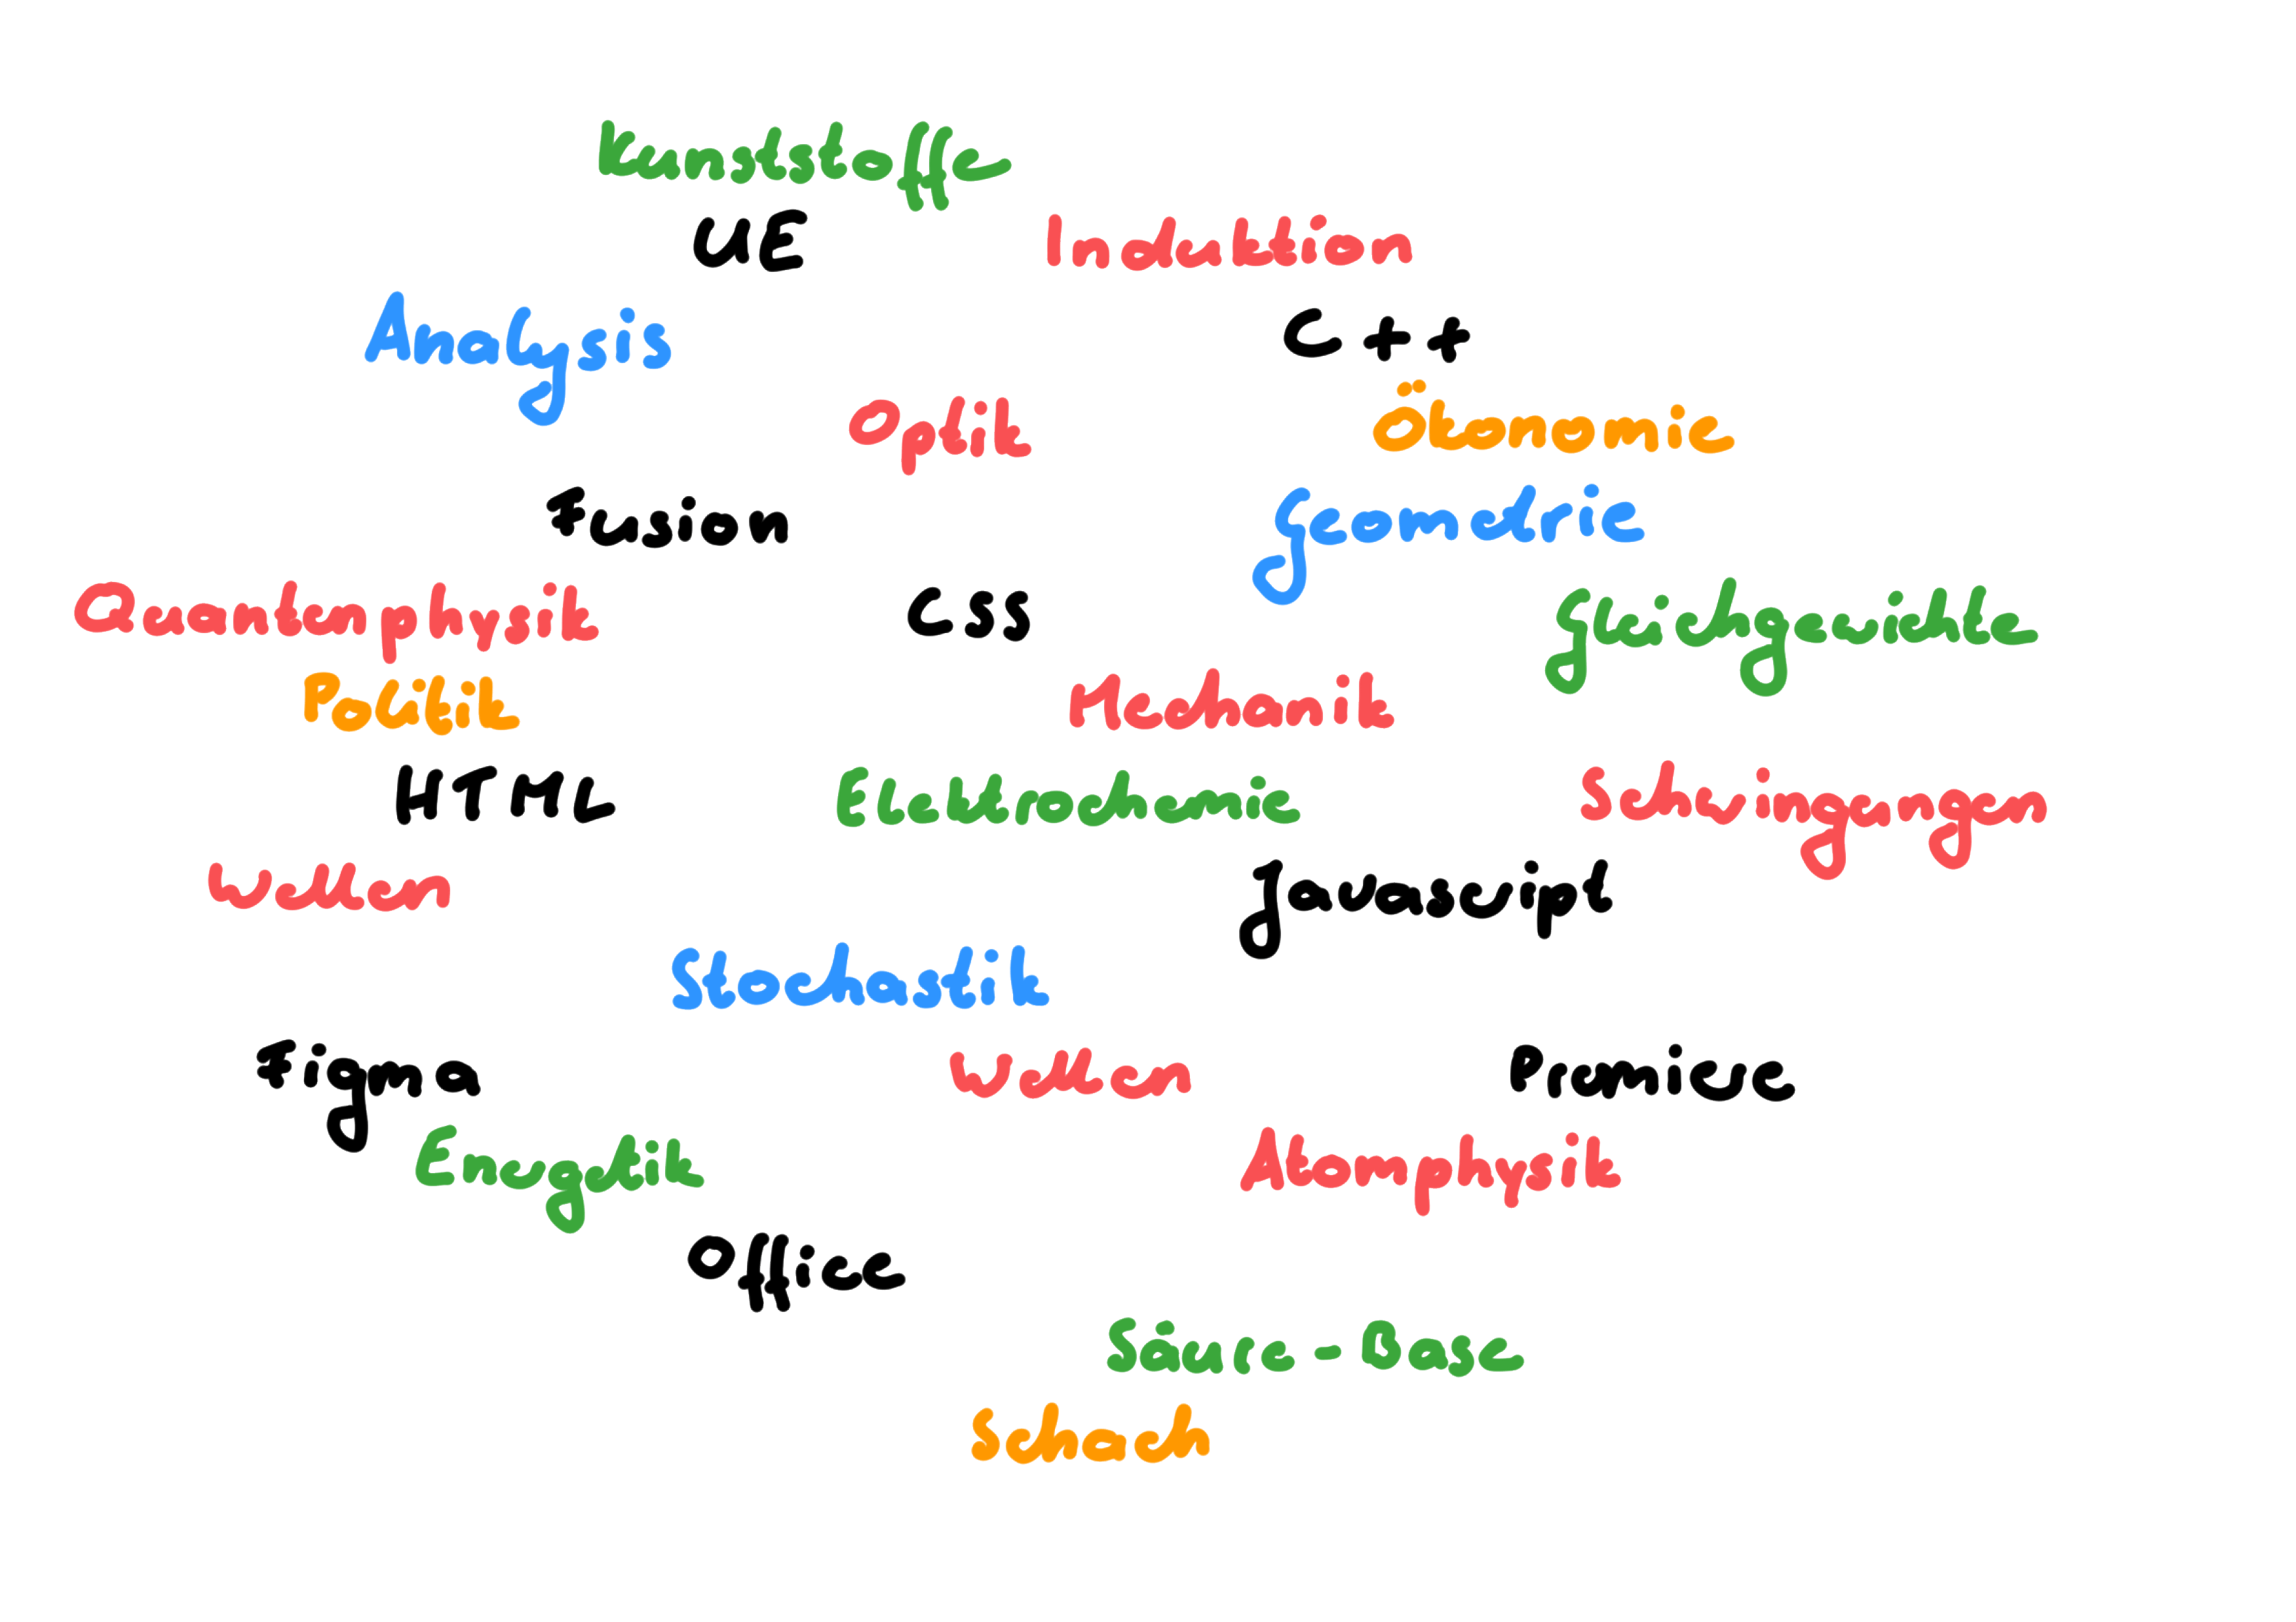 Kunststoffe
UE Induktion
Analysis C++
Optik Ökonomie
Fusion Geometrie
Quantenphysik CSS Gleichgewichte
Politik Mechanik
HTML Elektrochemie Schwingungen
Wellen Javascript
Stochastik
Figma Wellen Premiere
Energetik Atomphysik
Office
Säure-Base
Schach